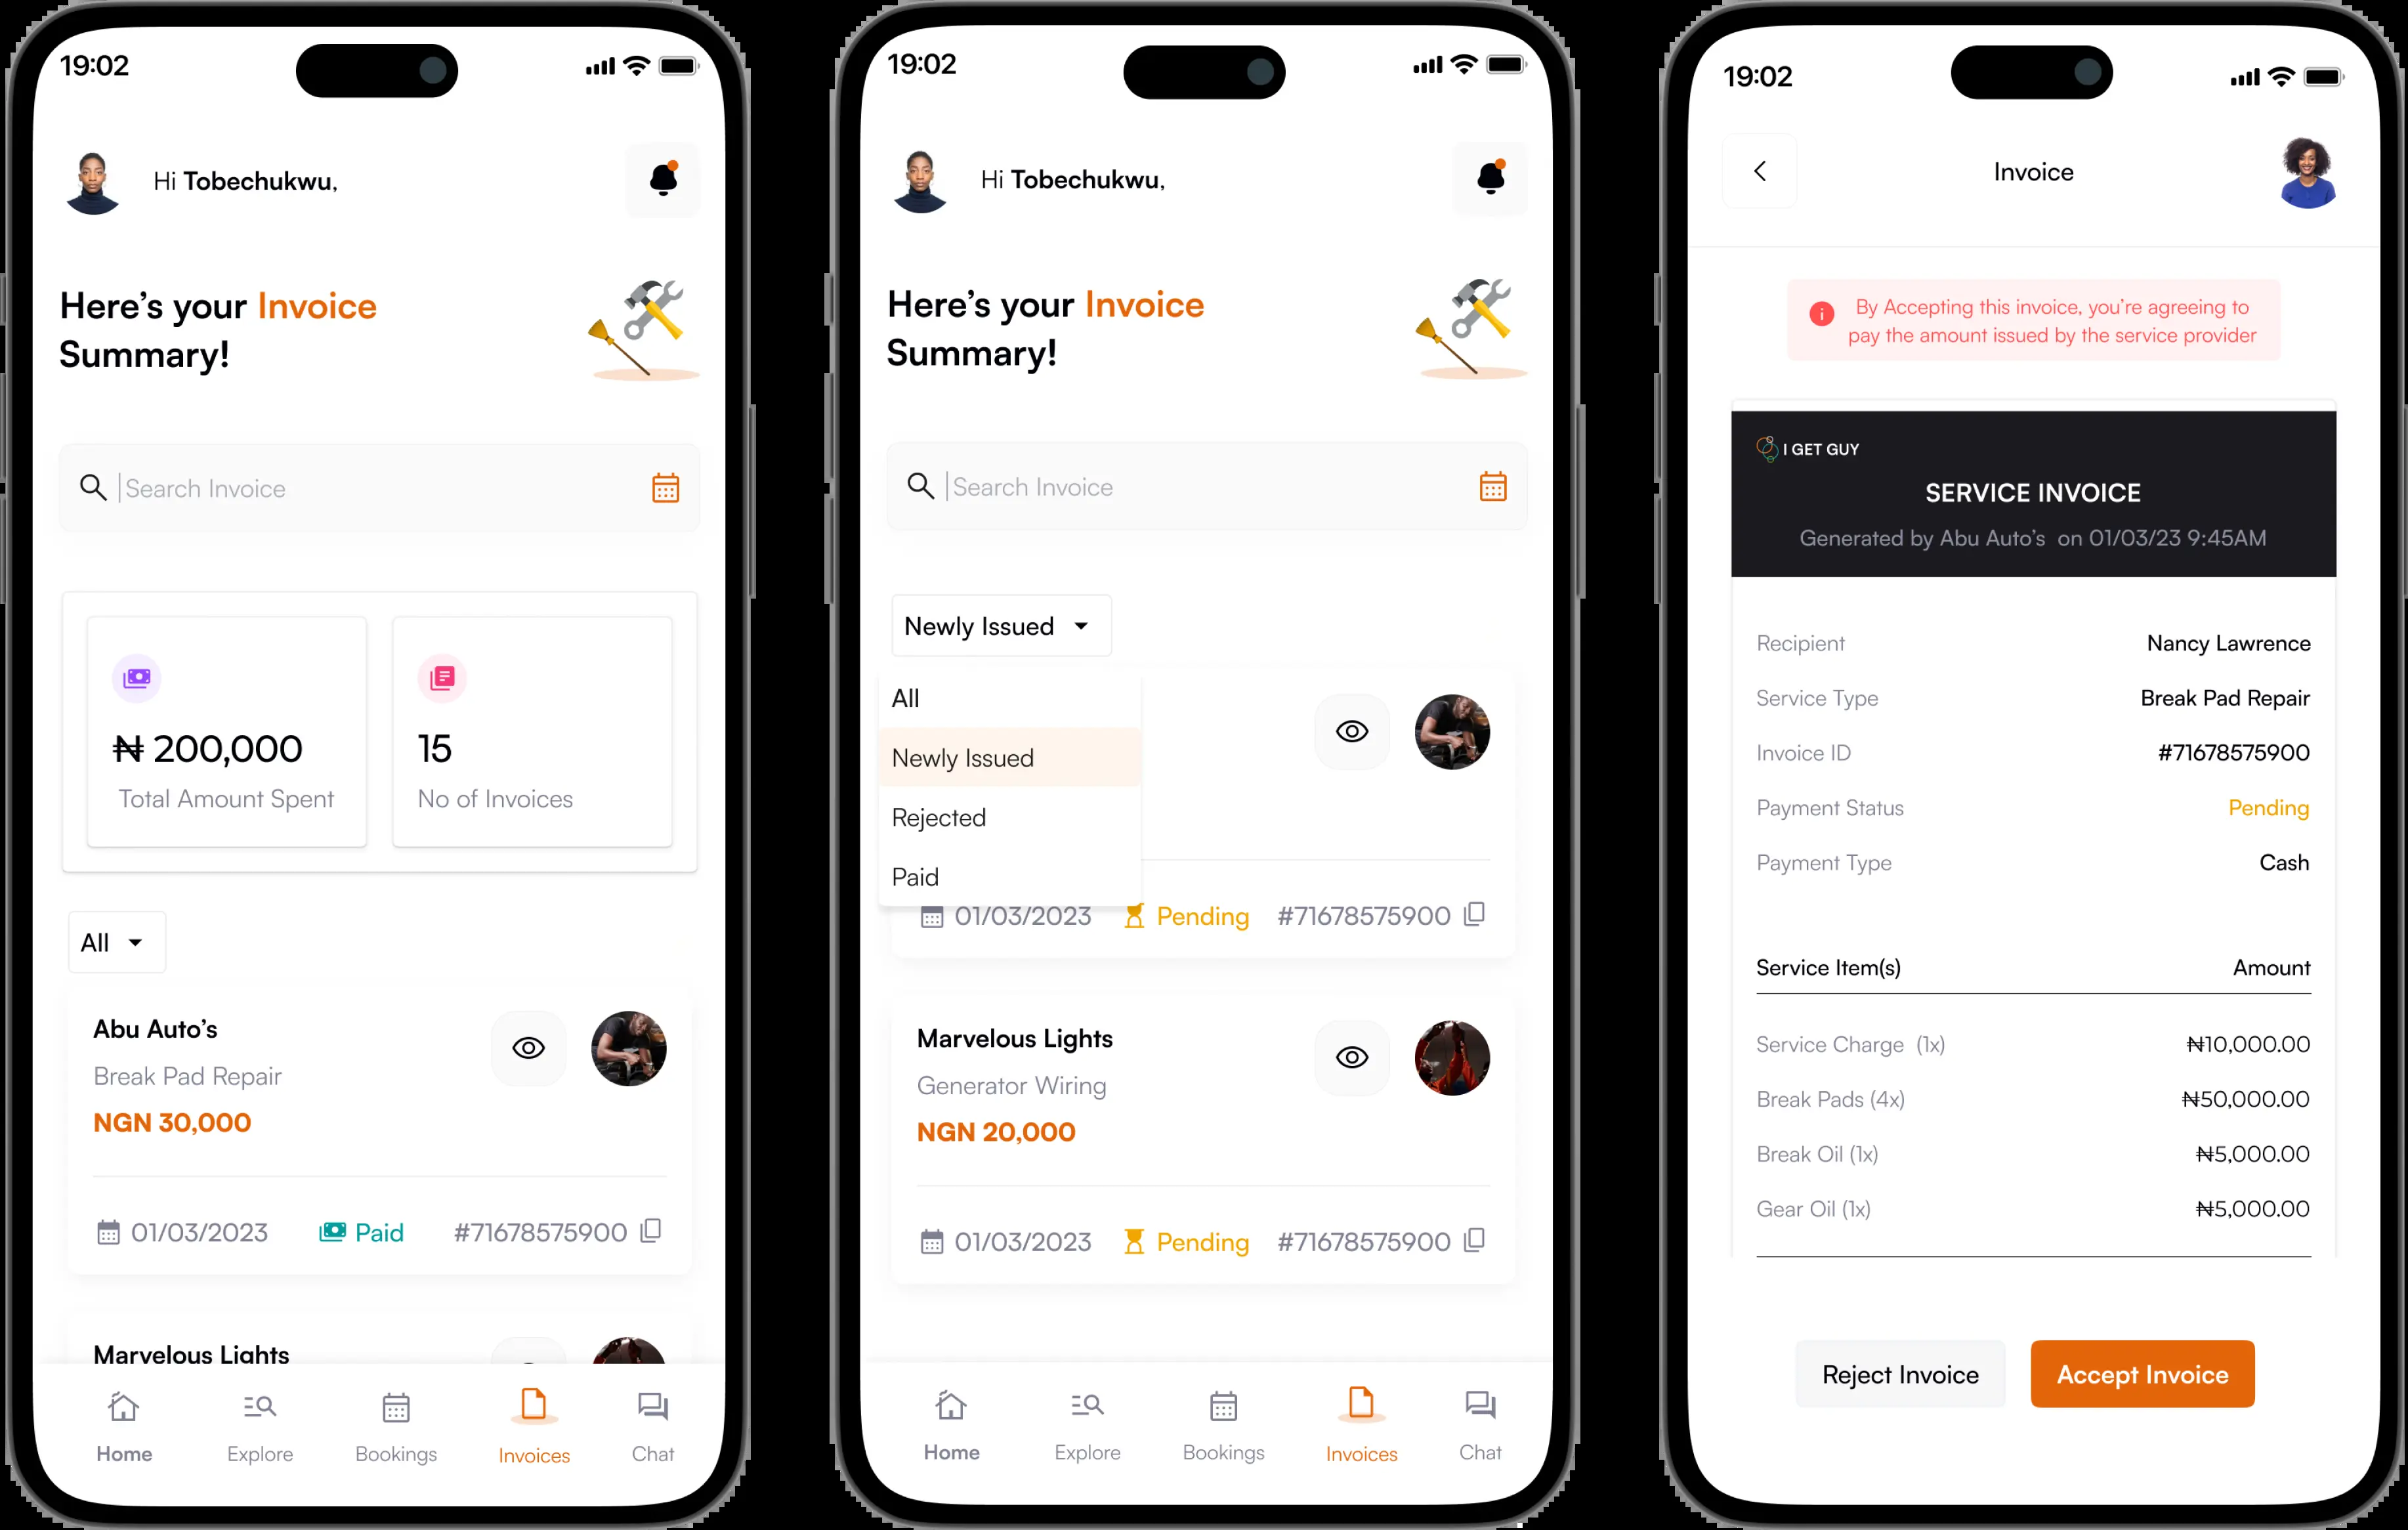 19:02
Hi Tobechukwu,
Here's your Invoice
Summary!
Search Invoice
₦ 200,000
Total Amount Spent
15
No of Invoices
All
Abu Auto's
Break Pad Repair
NGN 30,000
01/03/2023
Paid
#71678575900
Marvelous Lights
Home
Explore
Bookings
Invoices
Chat
19:02
Hi Tobechukwu,
Here's your Invoice
Summary!
Search Invoice
Newly Issued
All
Newly Issued
Rejected
Paid
01/03/2023
Pending
#71678575900
Marvelous Lights
Generator Wiring
NGN 20,000
01/03/2023
Pending
#71678575900
Home
Explore
Bookings
Invoices
Chat
19:02
Invoice
By Accepting this invoice, you're agreeing to
pay the amount issued by the service provider
I GET GUY
SERVICE INVOICE
Generated by Abu Auto's on 01/03/23 9:45AM
Recipient Nancy Lawrence
Service Type Break Pad Repair
Invoice ID #71678575900
Payment Status Pending
Payment Type Cash
Service Item(s) Amount
Service Charge (1x) ₦10,000.00
Break Pads (4x) ₦50,000.00
Break Oil (1x) ₦5,000.00
Gear Oil (1x) ₦5,000.00
Reject Invoice
Accept Invoice